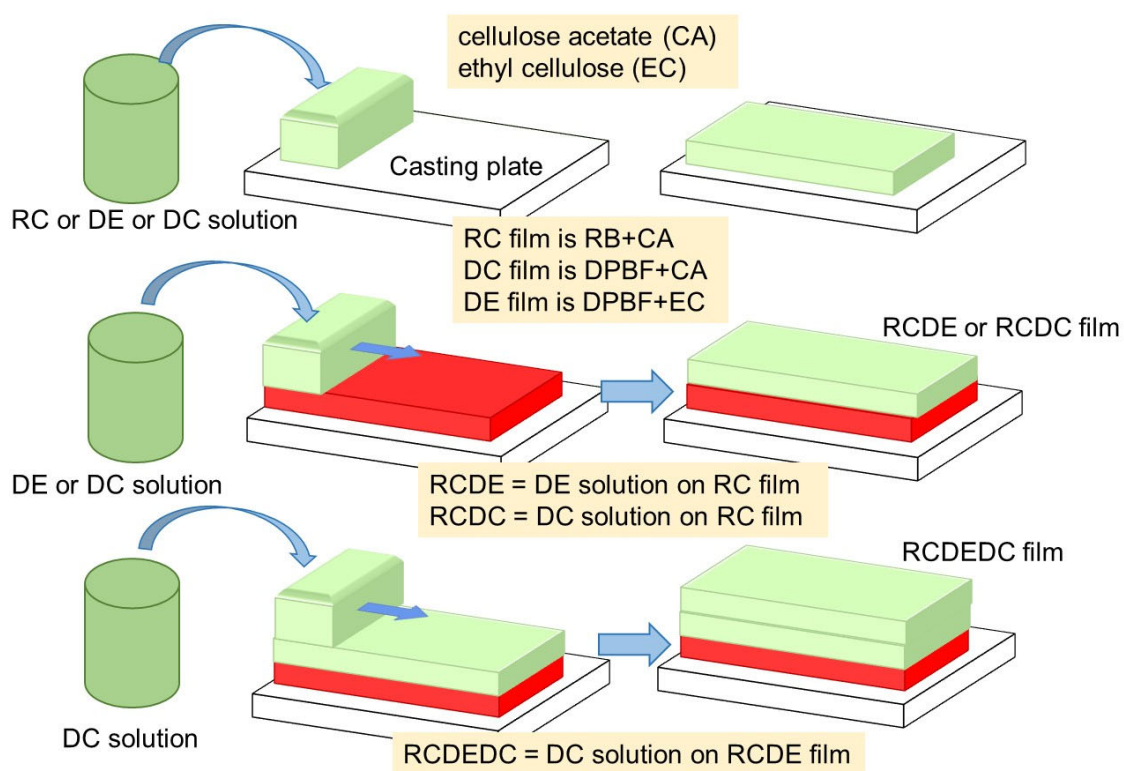 cellulose acetate (CA)
ethyl cellulose (EC)
Casting plate
RC or DE or DC solution
RC film is RB+CA
DC film is DPBF+CA
DE film is DPBF+EC
RCDE or RCDC film
DE or DC solution
RCDE = DE solution on RC film
RCDC = DC solution on RC film
RCDEDC film
DC solution
RCDEDC = DC solution on RCDE film